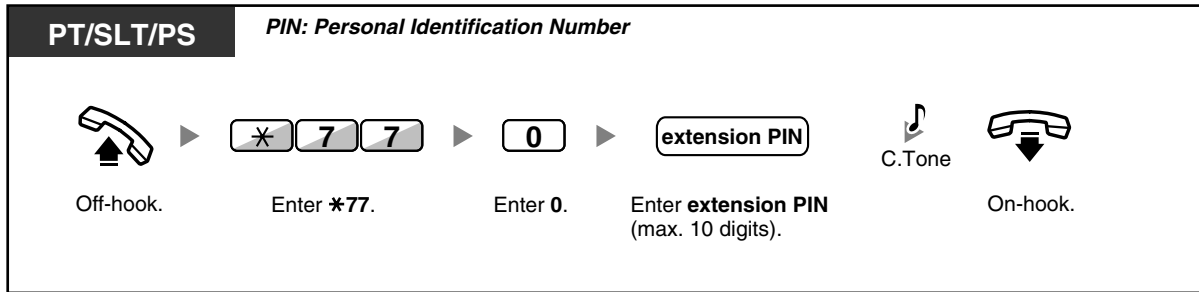 PT/SLT/PS
PIN: Personal Identification Number
* 7 7
0
extension PIN
C.Tone
Off-hook.
Enter *77.
Enter 0.
Enter extension PIN
(max. 10 digits).
On-hook.